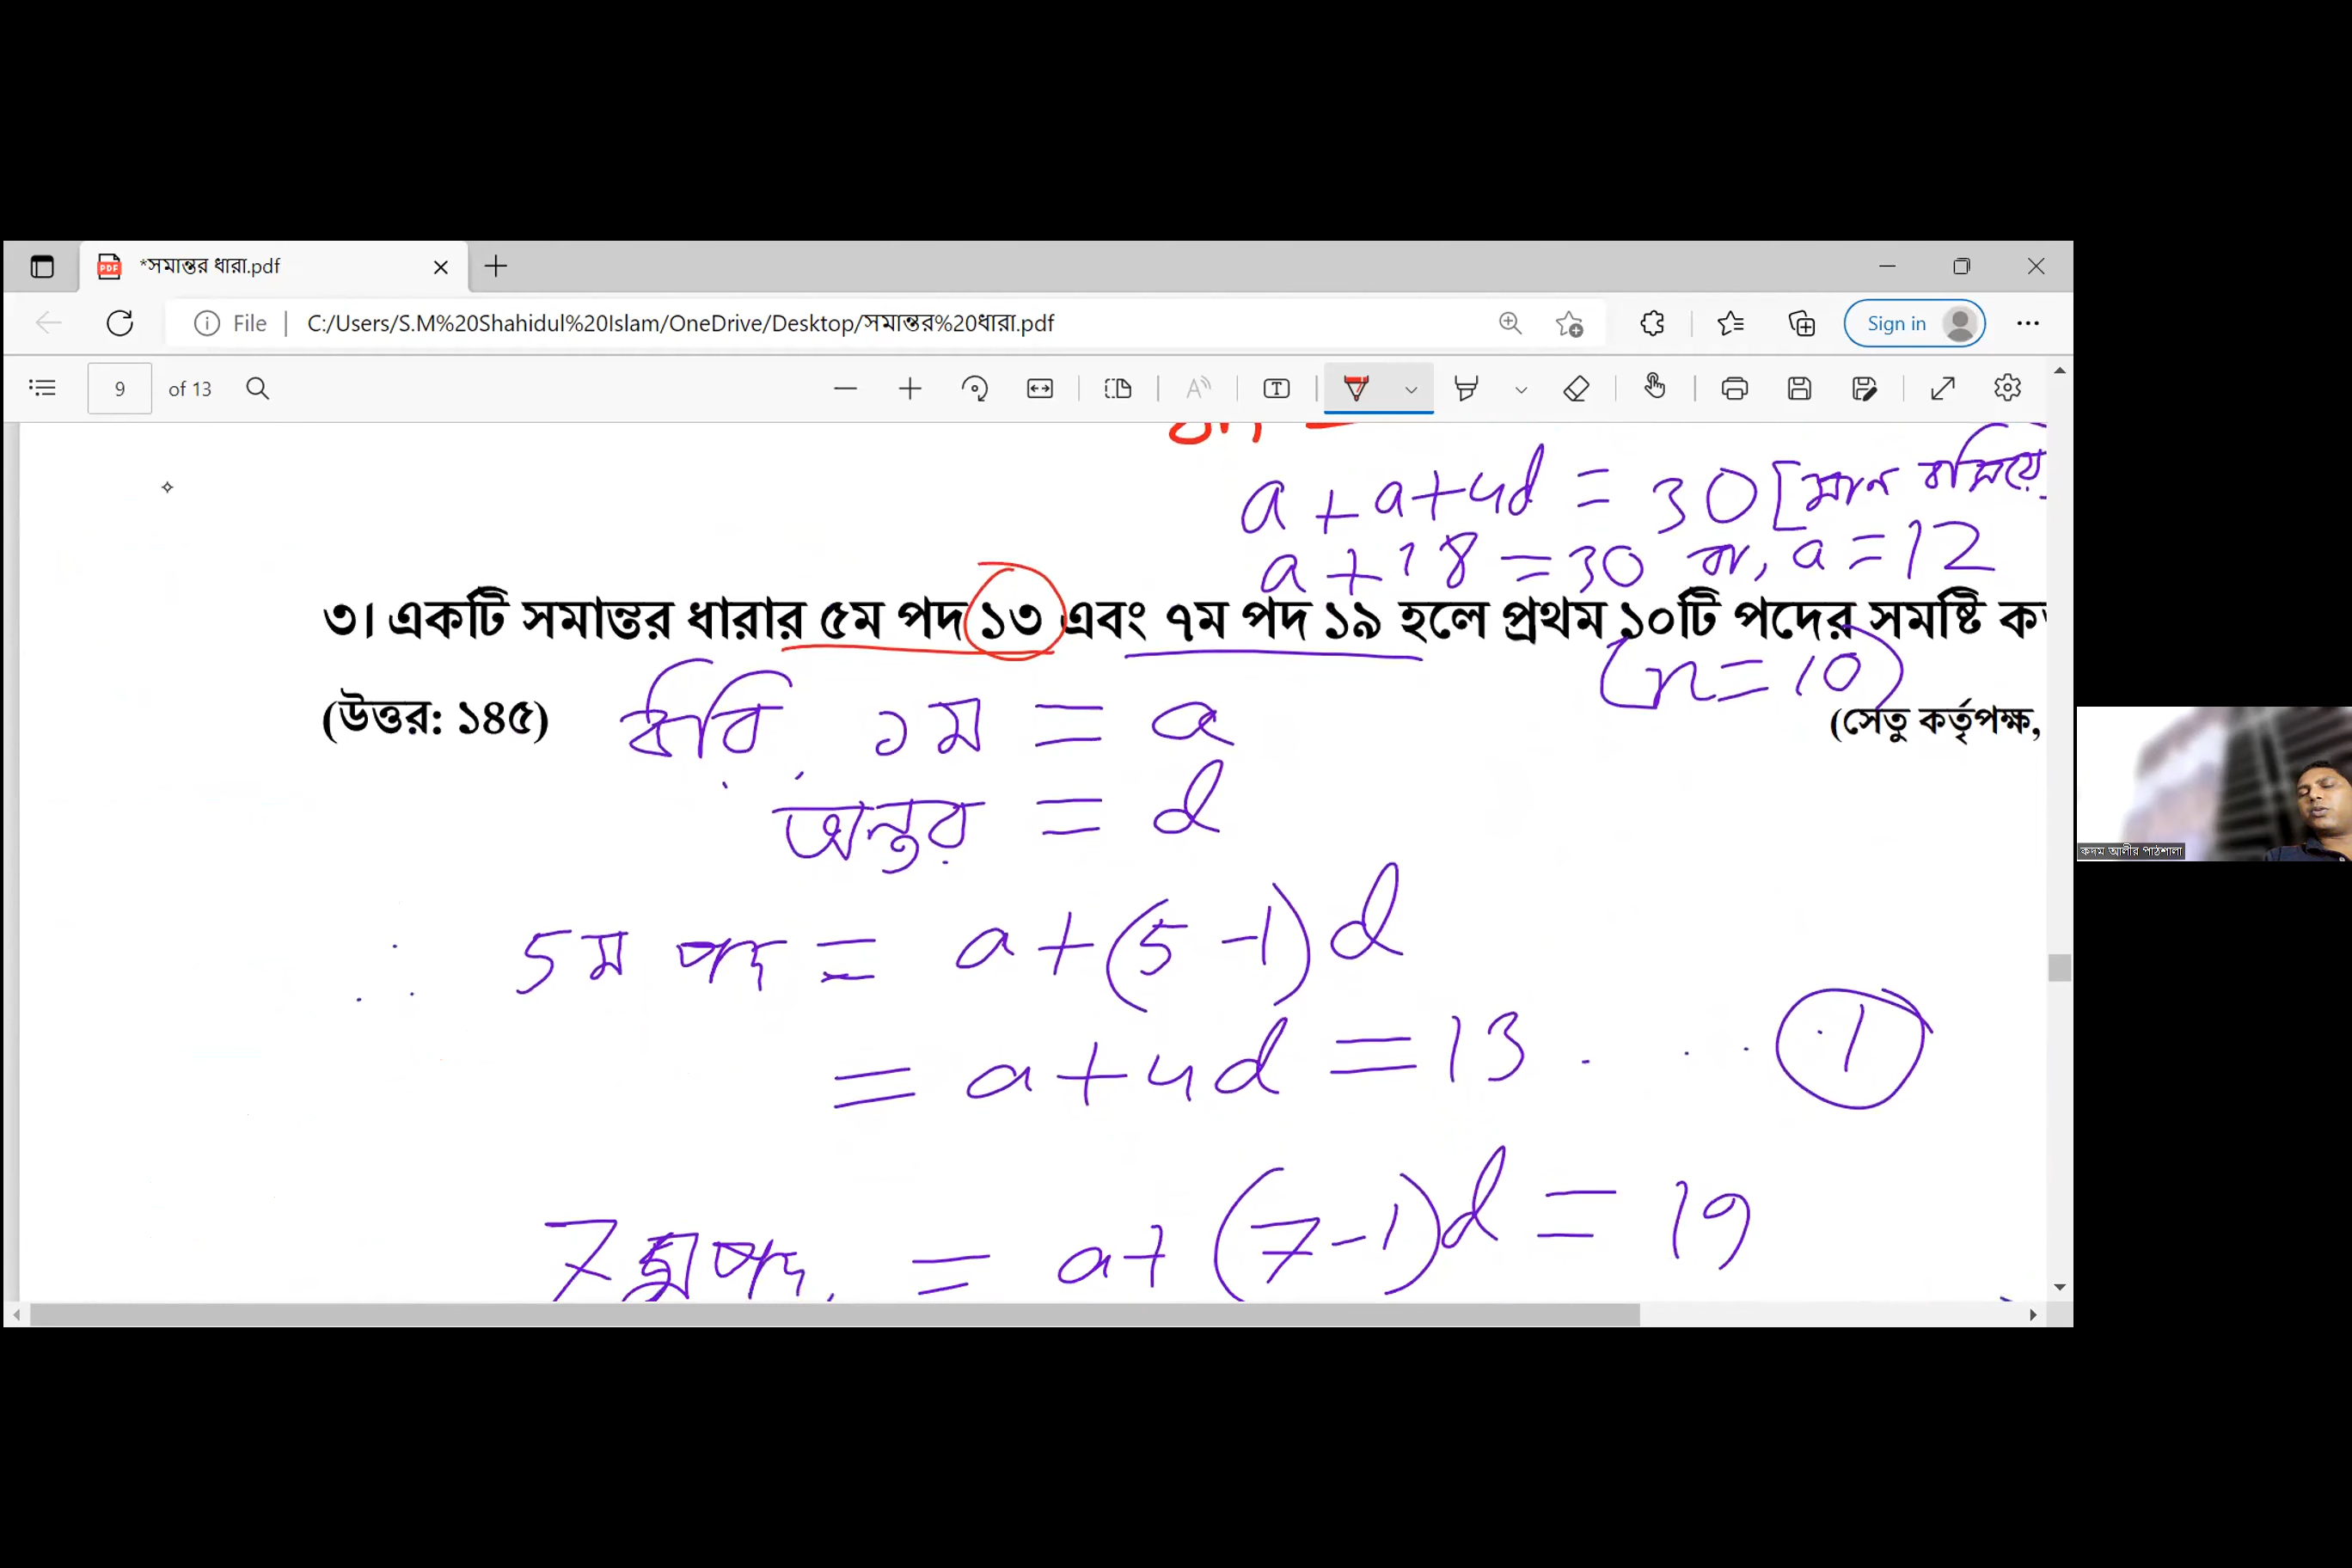 *সমান্তর ধারা.pdf
File C:/Users/S.M%20Shahidul%20Islam/OneDrive/Desktop/সমান্তর%20ধারা.pdf Sign in
9 of 13
a + a + 4d = 30 [মান বসিয়ে
a + 18 = 30 বা, a = 12
৩। একটি সমান্তর ধারার ৫ম পদ ১৩ এবং ৭ম পদ ১৯ হলে প্রথম ১০টি পদের সমষ্টি
(n = 10)
(উত্তর: ১৪৫) ধরি, ১ম = a
(সেতু কর্তৃপক্ষ,
অন্তর = d
কদম আলীর পাঠশালা
∴ 5ম পদ = a + (5 - 1) d
= a + 4d = 13 . . . . 1
7ম পদ = a + (7 - 1) d = 19